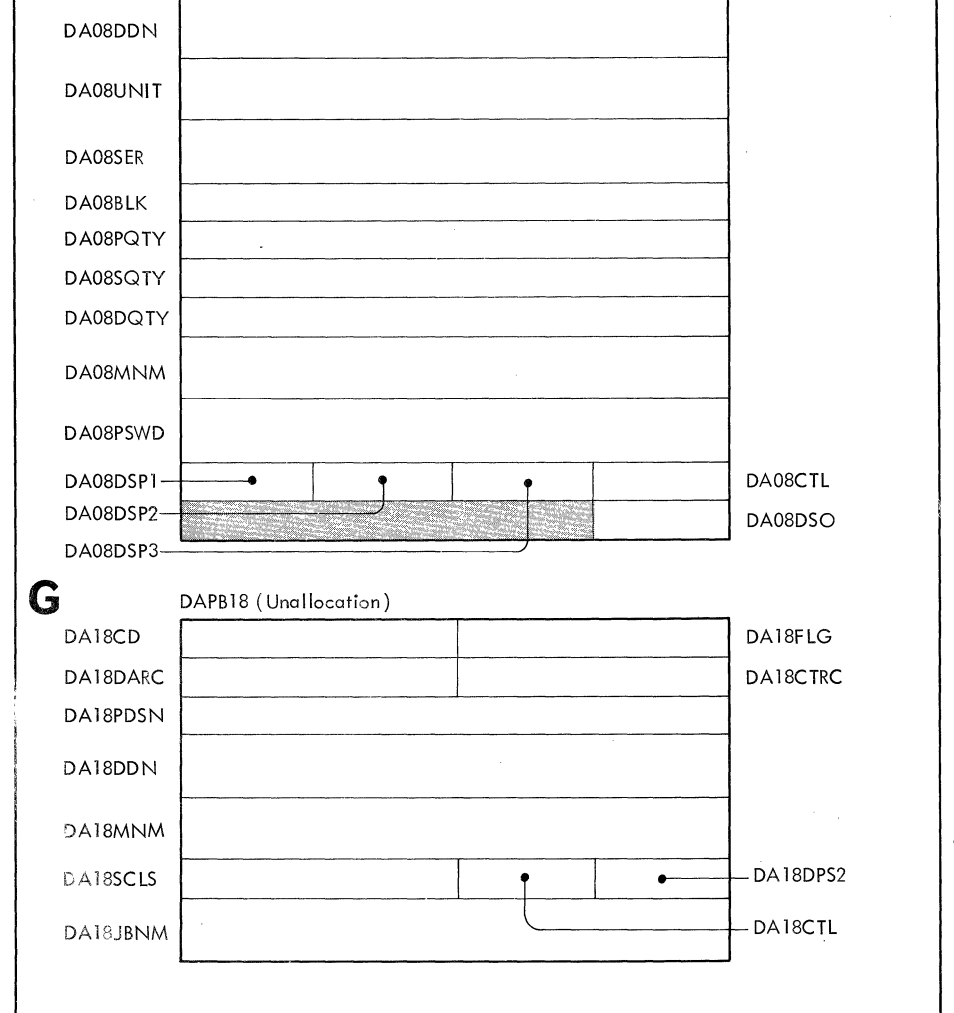 DA08DDN
DA08UNIT
DA08SER
DA08BLK
DA08PQTY
DA08SQTY
DA08DQTY
DA08MNM
DA08PSWD
DA08DSP1
DA08CTL
DA08DSP2
DA08DSO
DA08DSP3
G
DAPB18 (Unallocation)
DA18CD
DA18FLG
DA18DARC
DA18CTRC
DA18PDSN
DA18DDN
DA18MNM
DA18SCLS
DA18DPS2
DA18JBNM
DA18CTL